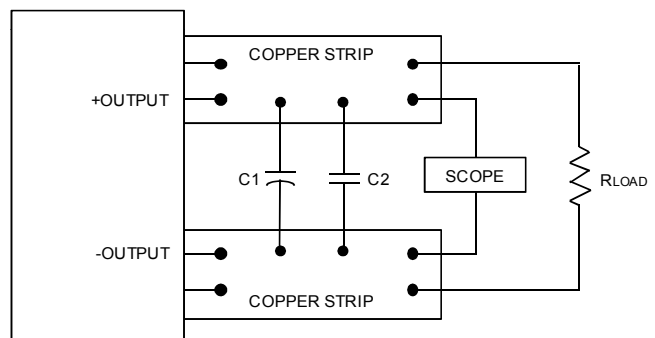 COPPER STRIP
+OUTPUT
C1
C2
SCOPE
RLOAD
-OUTPUT
COPPER STRIP